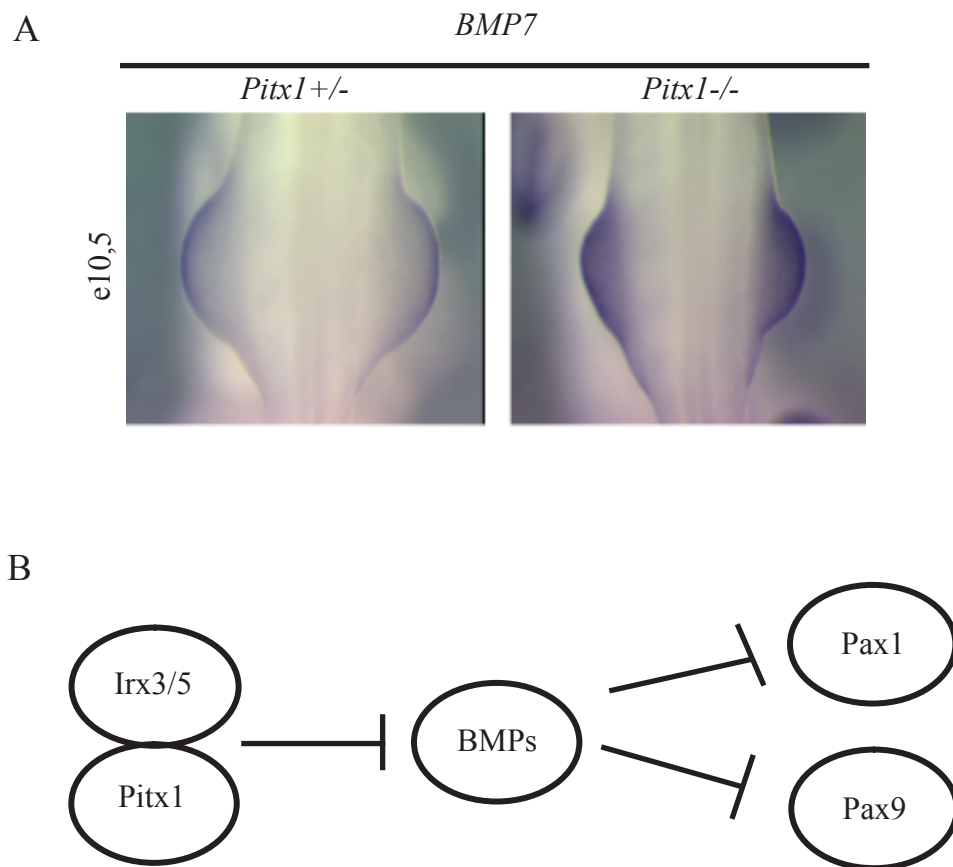 A
BMP7
Pitx1+/-
Pitx1-/-
e10,5
B
Irx3/5
Pitx1
BMPs
Pax1
Pax9